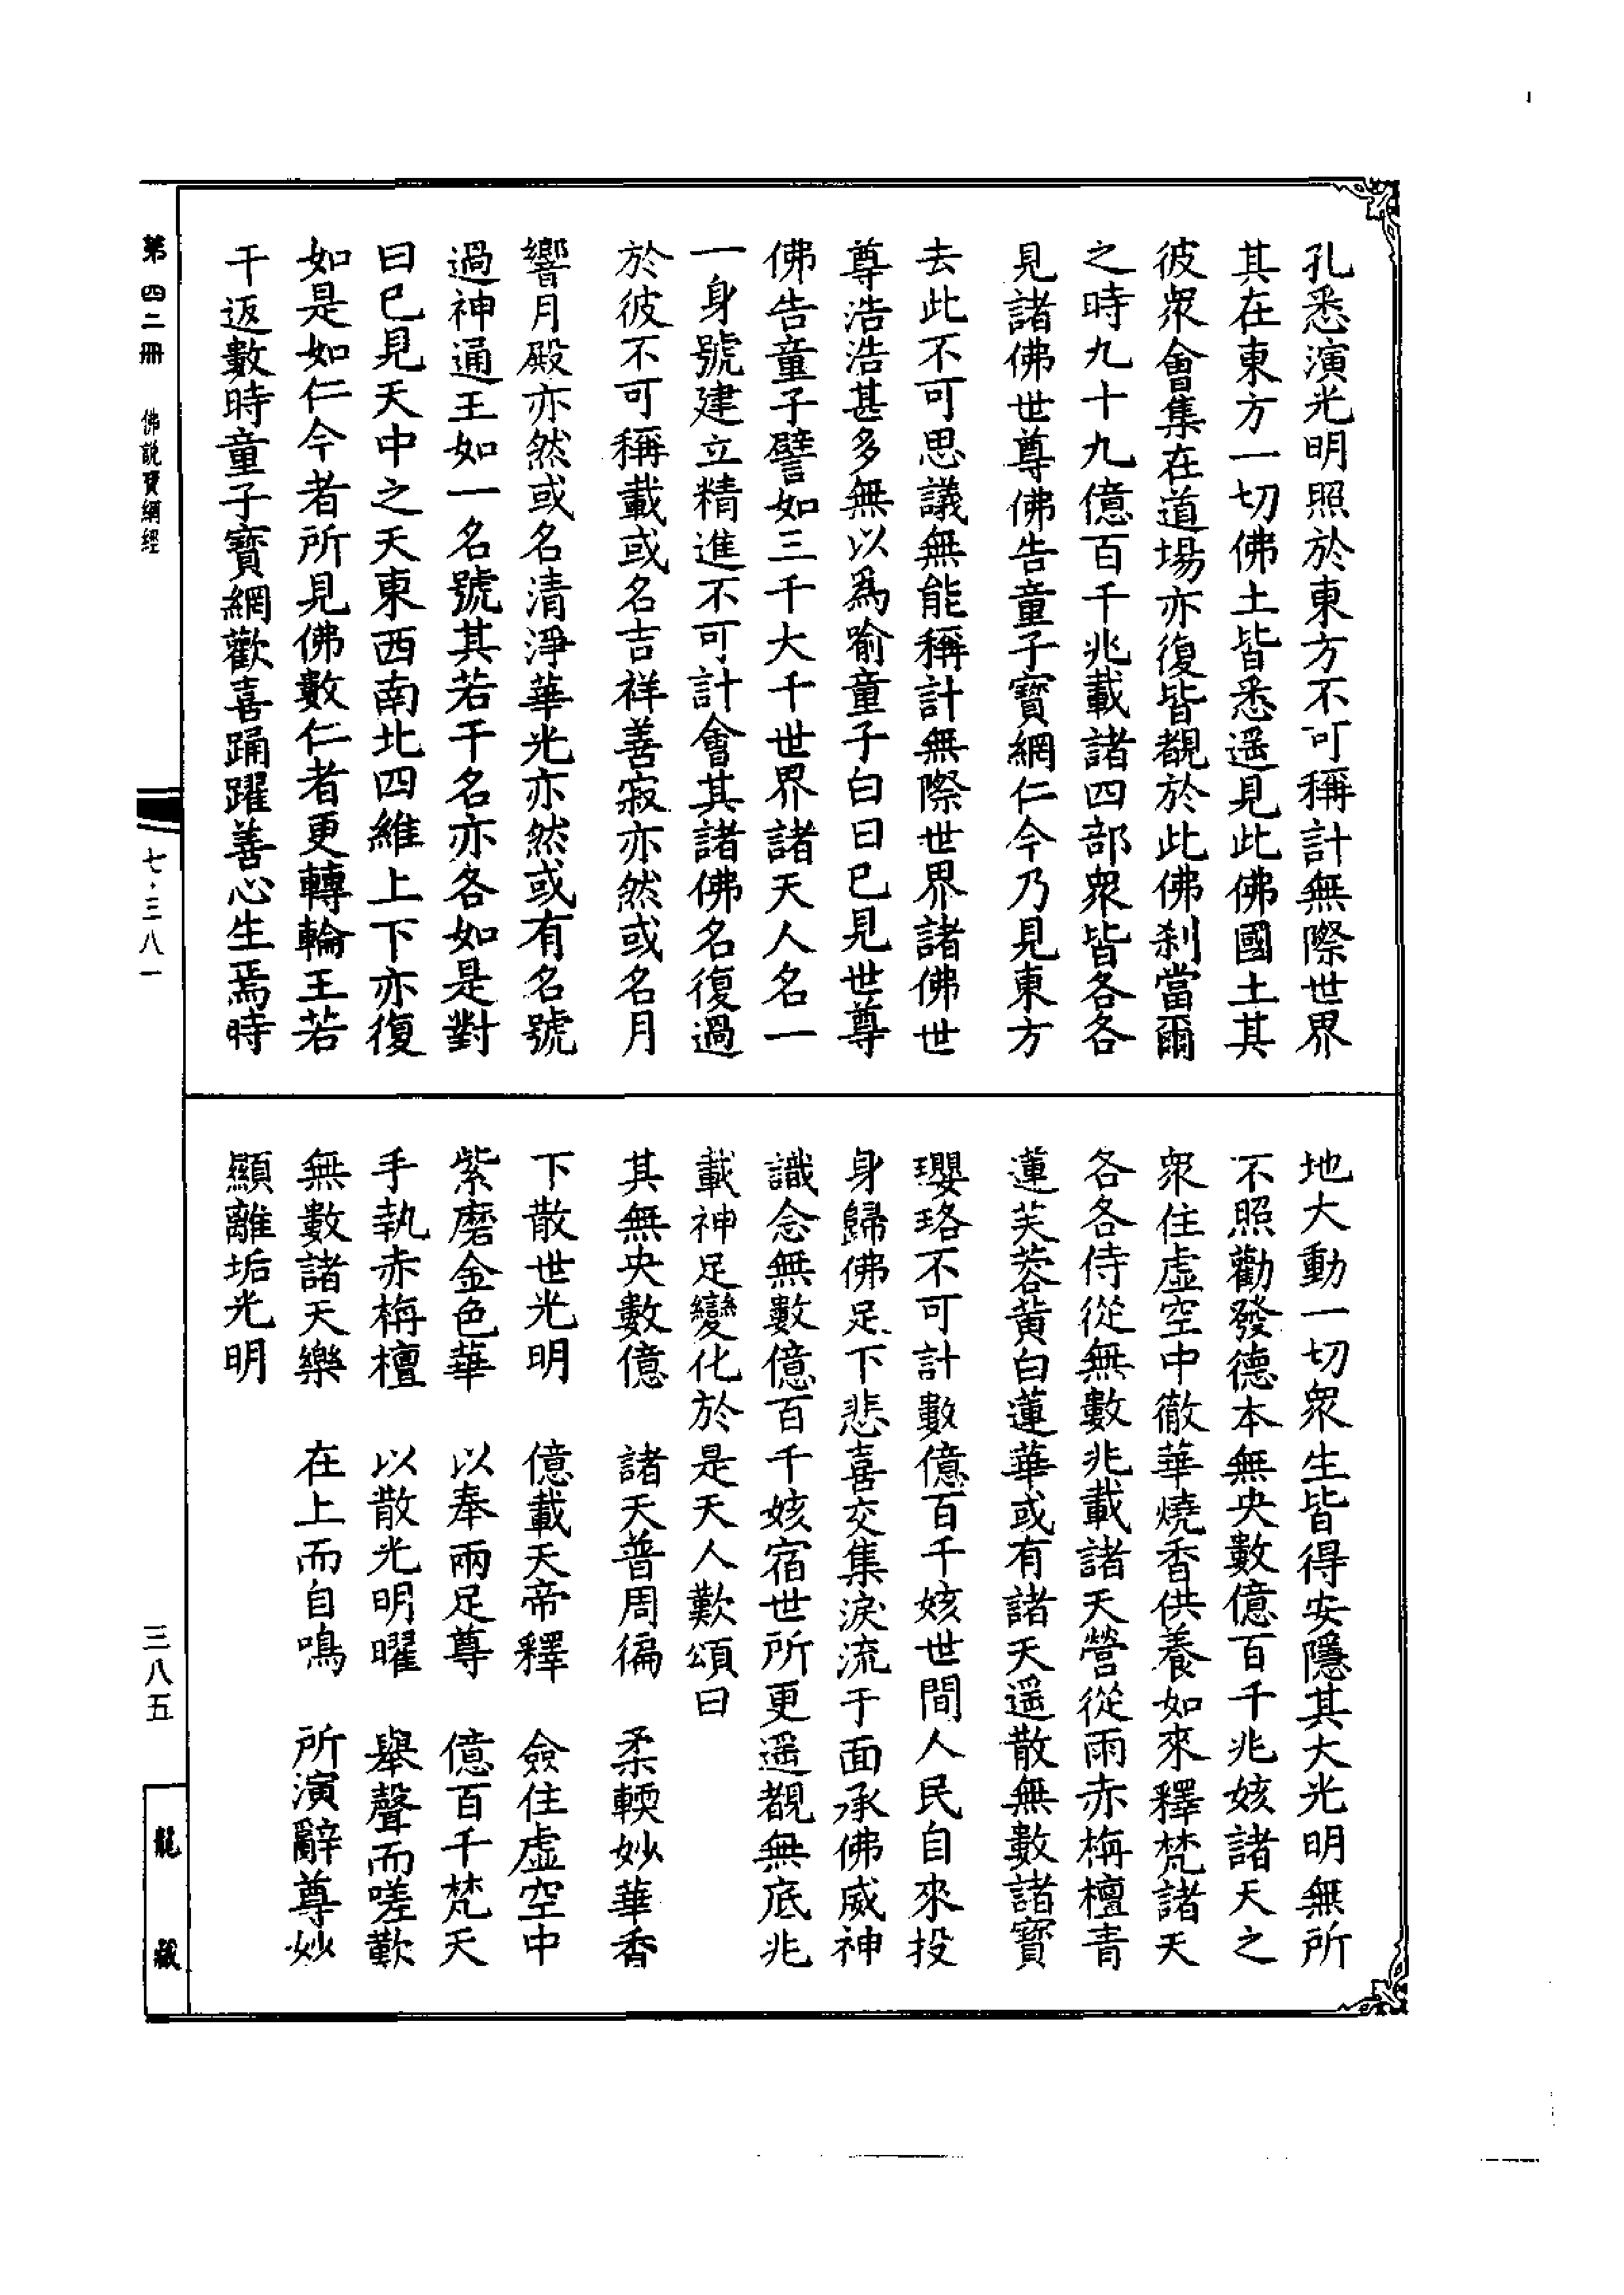 孔悉演光明照於東方不可稱計無際世界
其在東方一切佛土皆悉遥見此佛國土其
彼衆會集在道場亦復皆覩於此佛刹當爾
之時九十九億百千兆載諸四部衆皆各各
見諸佛世尊佛告童子寶網仁今乃見東方
去此不可思議無能稱計無際世界諸佛世
尊浩浩甚多無以爲喻童子白曰已見世尊
佛告童子譬如三千大千世界諸天人名一
一身號建立精進不可計會其諸佛名復過
於彼不可稱載或名吉祥善寂亦然或名月
響月殿亦然或名清淨華光亦然或有名號
過神通王如一名號其若干名亦各如是對
曰已見天中之天東西南北四維上下亦復
如是如仁今者所見佛數仁者更轉輪王若
干返數時童子寶網歡喜踊躍善心生焉時
地大動一切衆生皆得安隱其大光明無所
不照勸發德本無央數億百千兆姟諸天之
衆住虛空中散華燒香供養如來釋梵諸天
各各侍從無數兆載諸天營從雨赤栴檀青
蓮芙蓉黄白蓮華或有諸天遥散無數諸寶
瓔珞不可計數億百千姟世間人民自來投
身歸佛足下悲喜交集淚流于面承佛威神
識念無數億百千姟宿世所更遥覩無底兆
載神足變化於是天人歎頌曰
其無央數億　諸天普周徧　柔輭妙華香
下散世光明　億載天帝釋　僉住虛空中
紫磨金色華　以奉兩足尊　億百千梵天
手執赤栴檀　以散光明曜　舉聲而嗟歎
無數諸天樂　在上而自鳴　所演辭尊妙
顯離垢光明
第四二冊　佛說寶網經
七·三八一
三八五
龍藏